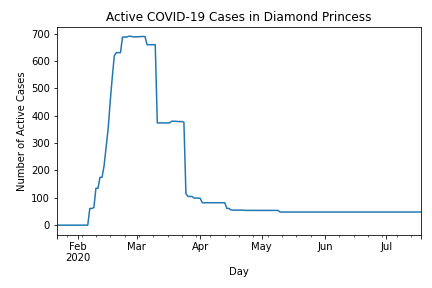 Active COVID-19 Cases in Diamond Princess
Number of Active Cases
700
600
500
400
300
200
100
0
Feb Mar Apr May Jun Jul
2020
Day